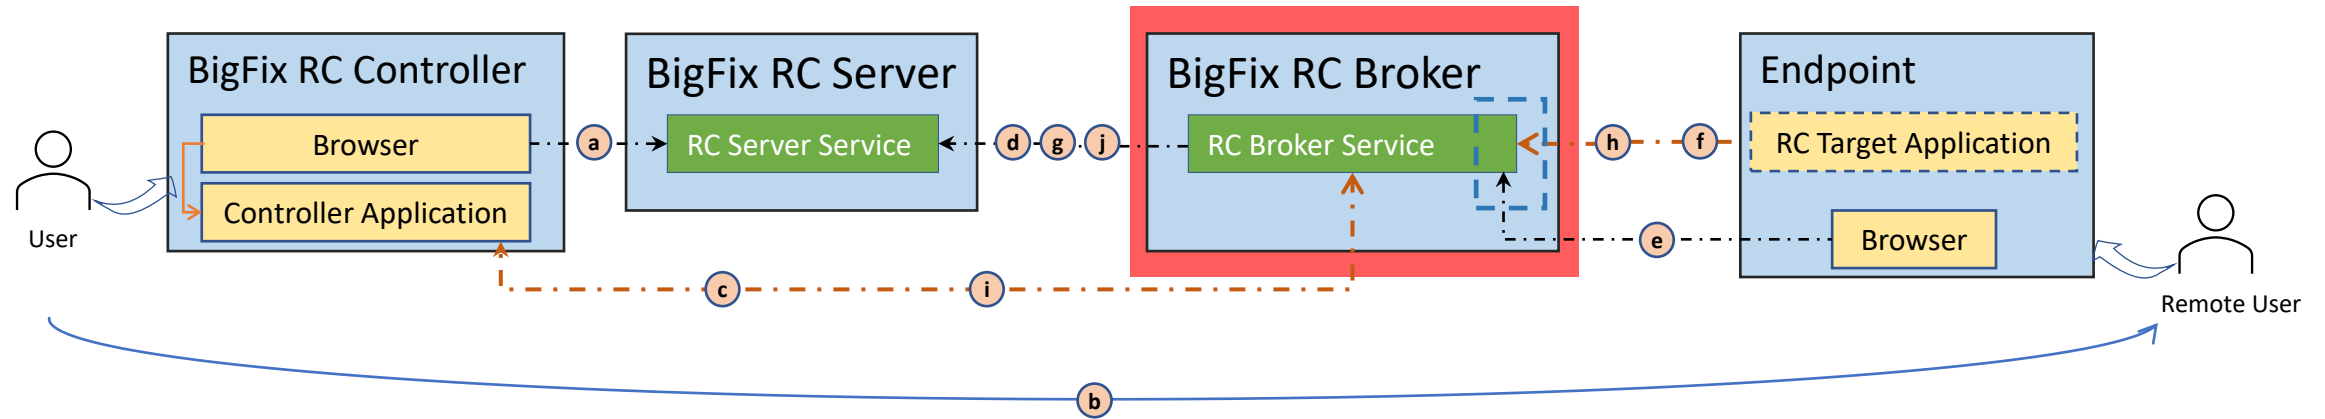 BigFix RC Controller
Browser
Controller Application
User
a
BigFix RC Server
RC Server Service
d
g
j
BigFix RC Broker
RC Broker Service
h
f
Endpoint
RC Target Application
Browser
e
Remote User
c
i
b